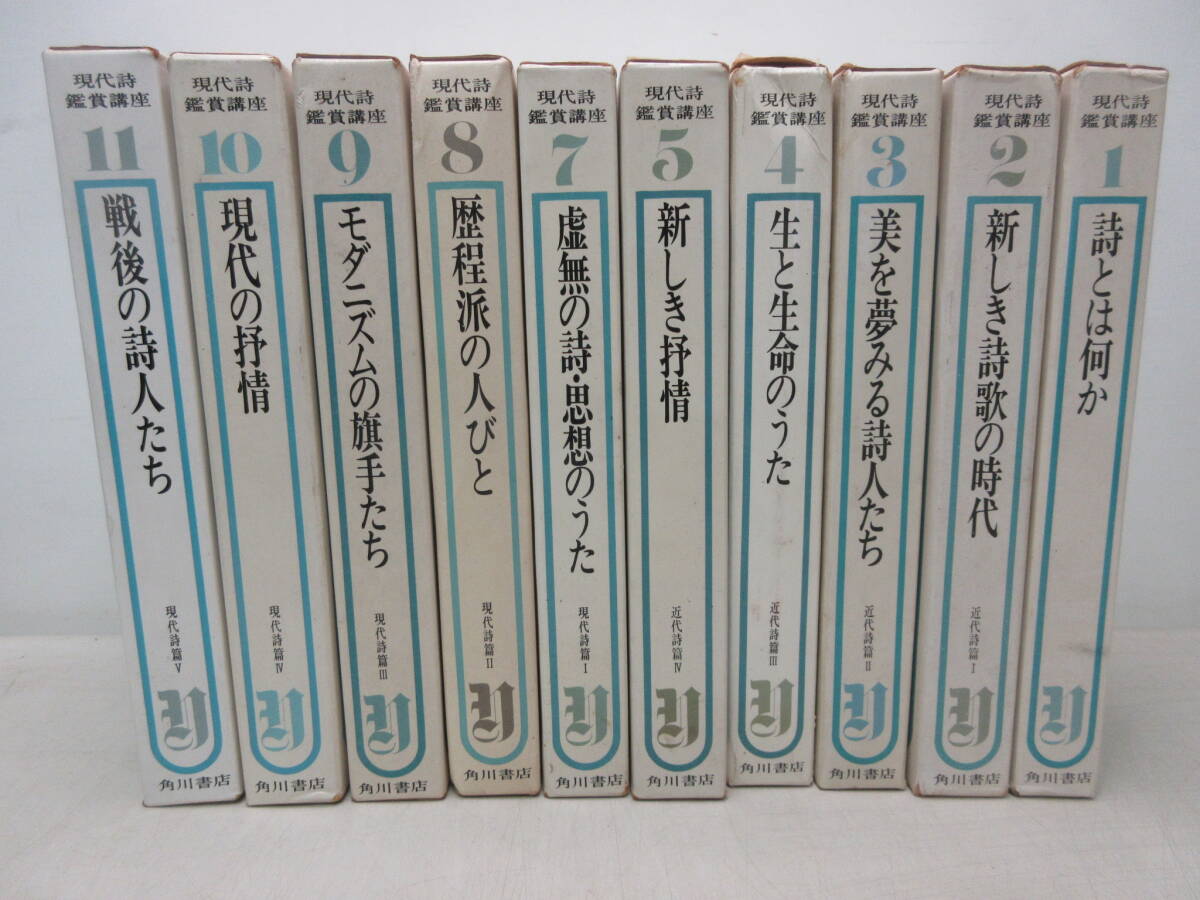 現代詩
鑑賞講座
11
戦後の詩人たち
現代詩篇V
角川書店
現代詩
鑑賞講座
10
現代の抒情
現代詩篇IV
角川書店
現代詩
鑑賞講座
9
モダニズムの旗手たち
現代詩篇III
角川書店
現代詩
鑑賞講座
8
歴程派の人びと
現代詩篇II
角川書店
現代詩
鑑賞講座
7
虚無の詩・思想のうた
現代詩篇I
角川書店
現代詩
鑑賞講座
5
新しき抒情
近代詩篇IV
角川書店
現代詩
鑑賞講座
4
生と生命のうた
近代詩篇III
角川書店
現代詩
鑑賞講座
3
美を夢みる詩人たち
近代詩篇II
角川書店
現代詩
鑑賞講座
2
新しき詩歌の時代
近代詩篇I
角川書店
現代詩
鑑賞講座
1
詩とは何か
角川書店